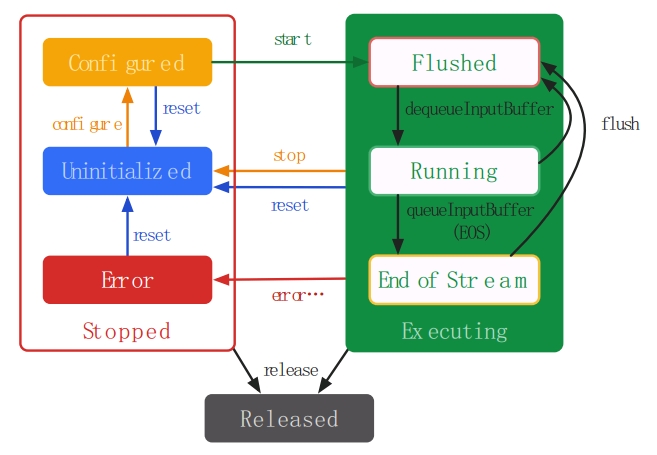 start
Configured
Flushed
reset
dequeueInputBuffer
configure
flush
stop
Uninitialized
Running
reset
queueInputBuffer
(EOS)
reset
Error
End of Stream
error…
Stopped
Executing
release
Released